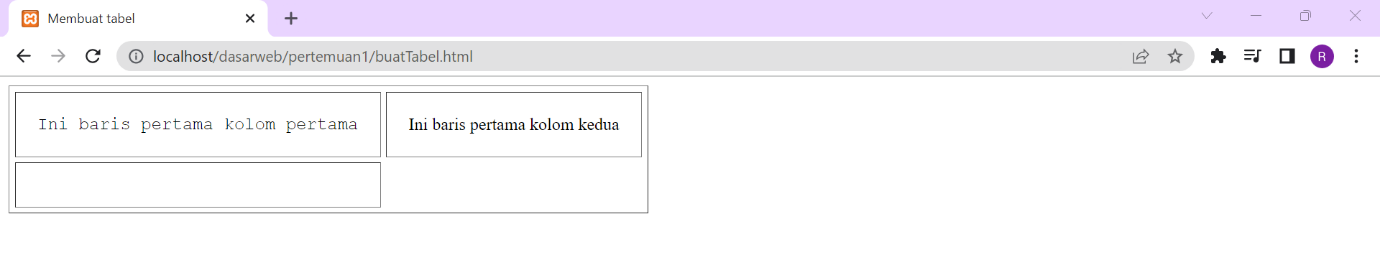 Membuat tabel
localhost/dasarweb/pertemuan1/buatTabel.html
R
Ini baris pertama kolom pertama
Ini baris pertama kolom kedua